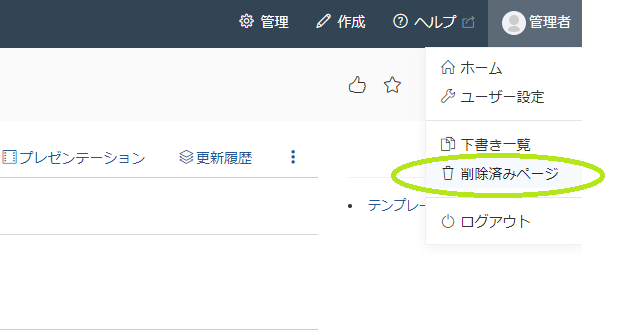 管理 作成 ヘルプ 管理者
ホーム
ユーザー設定
プレゼンテーション 更新履歴
下書き一覧
削除済みページ
テンプレー
ログアウト